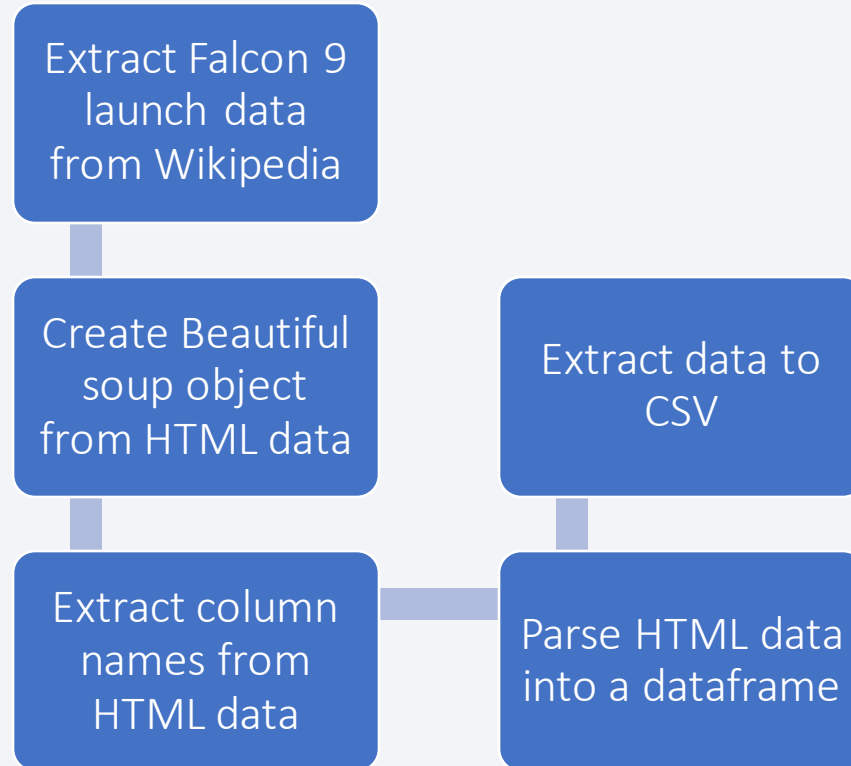 Extract Falcon 9
launch data
from Wikipedia
Create Beautiful
soup object
from HTML data
Extract column
names from
HTML data
Parse HTML data
into a dataframe
Extract data to
CSV